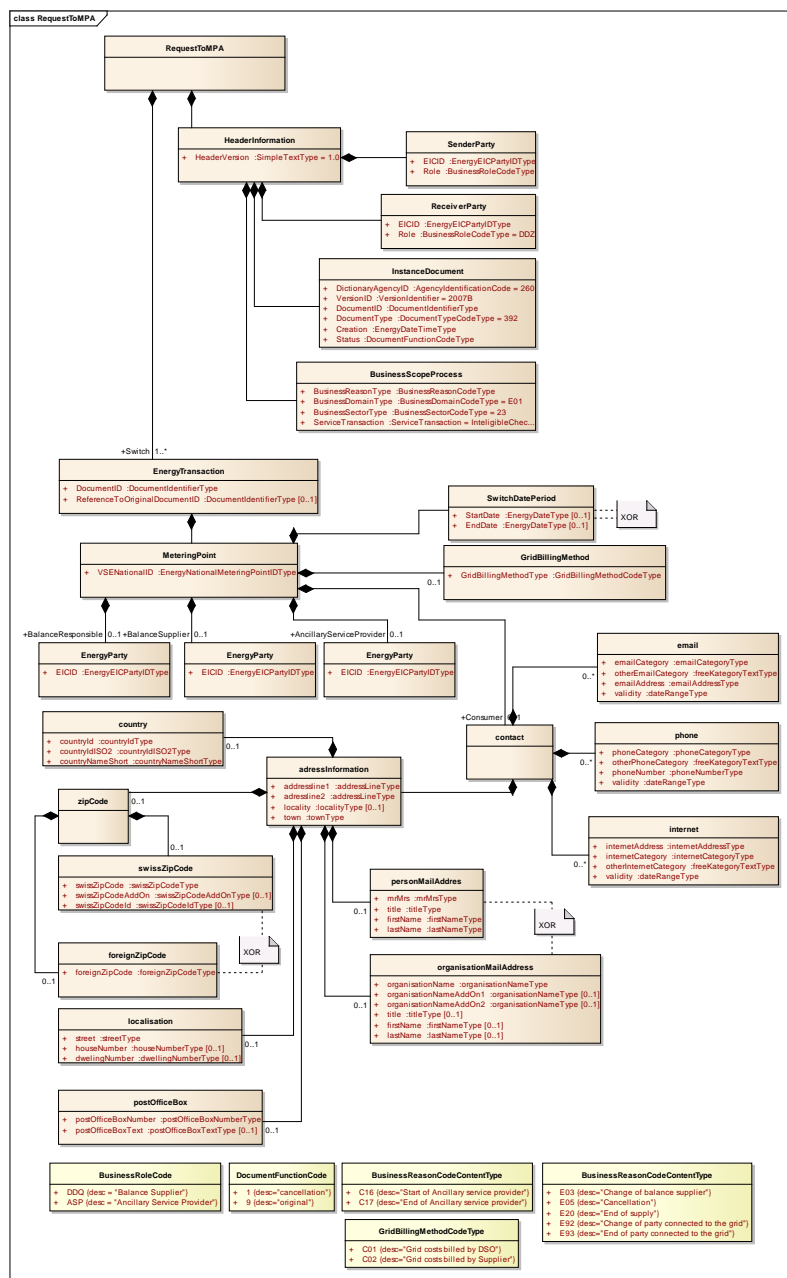 class RequestToMPA
RequestToMPA
HeaderInformation
+ HeaderVersion :SimpleTextType = 1.0
SenderParty
+ EICID :EnergyEICPartyIDType
+ Role :BusinessRoleCodeType
ReceiverParty
+ EICID :EnergyEICPartyIDType
+ Role :BusinessRoleCodeType = DDZ
InstanceDocument
+ DictionaryAgencyID :AgencyIdentificationCode = 260
+ VersionID :VersionIdentifier = 2007B
+ DocumentID :DocumentIdentifierType
+ DocumentType :DocumentTypeCodeType = 392
+ Creation :EnergyDateTimeType
+ Status :DocumentFunctionCodeType
BusinessScopeProcess
+ BusinessReasonType :BusinessReasonCodeType
+ BusinessDomainType :BusinessDomainCodeType = E01
+ BusinessSectorType :BusinessSectorCodeType = 23
+ ServiceTransaction :ServiceTransaction = InteligibleChec...
+Switch 1..*
EnergyTransaction
+ DocumentID :DocumentIdentifierType
+ ReferenceToOriginalDocumentID :DocumentIdentifierType [0..1]
SwitchDatePeriod
+ StartDate :EnergyDateType [0..1]
+ EndDate :EnergyDateType [0..1]
XOR
MeteringPoint
+ VSENationalID :EnergyNationalMeteringPointIDType
GridBillingMethod
+ GridBillingMethodType :GridBillingMethodCodeType
0..1
+BalanceResponsible 0..1 +BalanceSupplier 0..1 +AncillaryServiceProvider 0..1
EnergyParty
+ EICID :EnergyEICPartyIDType
EnergyParty
+ EICID :EnergyEICPartyIDType
EnergyParty
+ EICID :EnergyEICPartyIDType
email
+ emailCategory :emailCategoryType
+ otherEmailCategory :freeKategoryTextType
+ emailAddress :emailAddressType
+ validity :dateRangeType
0..*
+Consumer 0..1
contact
country
+ countryId :countryIdType
+ countryIdISO2 :countryIdISO2Type
+ countryNameShort :countryNameShortType
0..1
phone
+ phoneCategory :phoneCategoryType
+ otherPhoneCategory :freeKategoryTextType
+ phoneNumber :phoneNumberType
+ validity :dateRangeType
0..*
adressInformation
+ addressline1 :addressLineType
+ adressline2 :addressLineType
+ locality :localityType [0..1]
+ town :townType
zipCode
0..1
internet
+ internetAddress :internetAddressType
+ internetCategory :internetCategoryType
+ otherInternetCategory :freeKategoryTextType
+ validity :dateRangeType
0..*
0..1
swissZipCode
+ swissZipCode :swissZipCodeType
+ swissZipCodeAddOn :swissZipCodeAddOnType [0..1]
+ swissZipCodeId :swissZipCodeIdType [0..1]
personMailAddres
+ mrMrs :mrMrsType
+ title :titleType
+ firstName :firstNameType
+ lastName :lastNameType
0..1
XOR
XOR
foreignZipCode
+ foreignZipCode :foreignZipCodeType
0..1
organisationMailAddress
+ organisationName :organisationNameType
+ organisationNameAddOn1 :organisationNameType [0..1]
+ organisationNameAddOn2 :organisationNameType [0..1]
+ title :titleType [0..1]
+ firstName :firstNameType [0..1]
+ lastName :lastNameType [0..1]
0..1
localisation
+ street :streetType
+ houseNumber :houseNumberType [0..1]
+ dwelingNumber :dwellingNumberType [0..1]
0..1
postOfficeBox
+ postOfficeBoxNumber :postOfficeBoxNumberType
+ postOfficeBoxText :postOfficeBoxTextType [0..1]
0..1
BusinessRoleCode
+ DDQ (desc = "Balance Supplier")
+ ASP (desc = "Ancillary Service Provider")
DocumentFunctionCode
+ 1 (desc="cancellation")
+ 9 (desc="original")
BusinessReasonCodeContentType
+ C16 (desc="Start of Ancillary service provider")
+ C17 (desc="End of Ancillary service provider")
BusinessReasonCodeContentType
+ E03 (desc="Change of balance supplier")
+ E05 (desc="Cancellation")
+ E20 (desc="End of supply")
+ E92 (desc="Change of party connected to the grid")
+ E93 (desc="End of party connected to the grid")
GridBillingMethodCodeType
+ C01 (desc="Grid costs billed by DSO")
+ C02 (desc="Grid costs billed by Supplier")